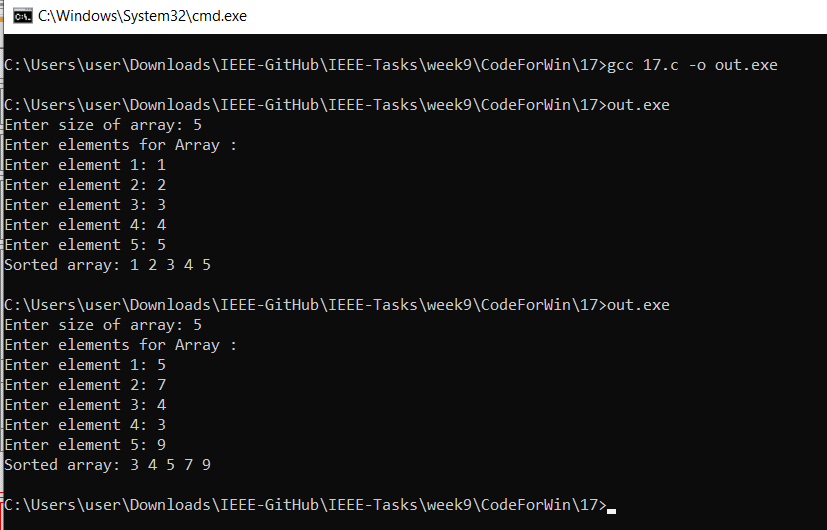 C:\Windows\System32\cmd.exe
C:\Users\user\Downloads\IEEE-GitHub\IEEE-Tasks\week9\CodeForWin\17>gcc 17.c -o out.exe
C:\Users\user\Downloads\IEEE-GitHub\IEEE-Tasks\week9\CodeForWin\17>out.exe
Enter size of array: 5
Enter elements for Array :
Enter element 1: 1
Enter element 2: 2
Enter element 3: 3
Enter element 4: 4
Enter element 5: 5
Sorted array: 1 2 3 4 5
C:\Users\user\Downloads\IEEE-GitHub\IEEE-Tasks\week9\CodeForWin\17>out.exe
Enter size of array: 5
Enter elements for Array :
Enter element 1: 5
Enter element 2: 7
Enter element 3: 4
Enter element 4: 3
Enter element 5: 9
Sorted array: 3 4 5 7 9
C:\Users\user\Downloads\IEEE-GitHub\IEEE-Tasks\week9\CodeForWin\17>